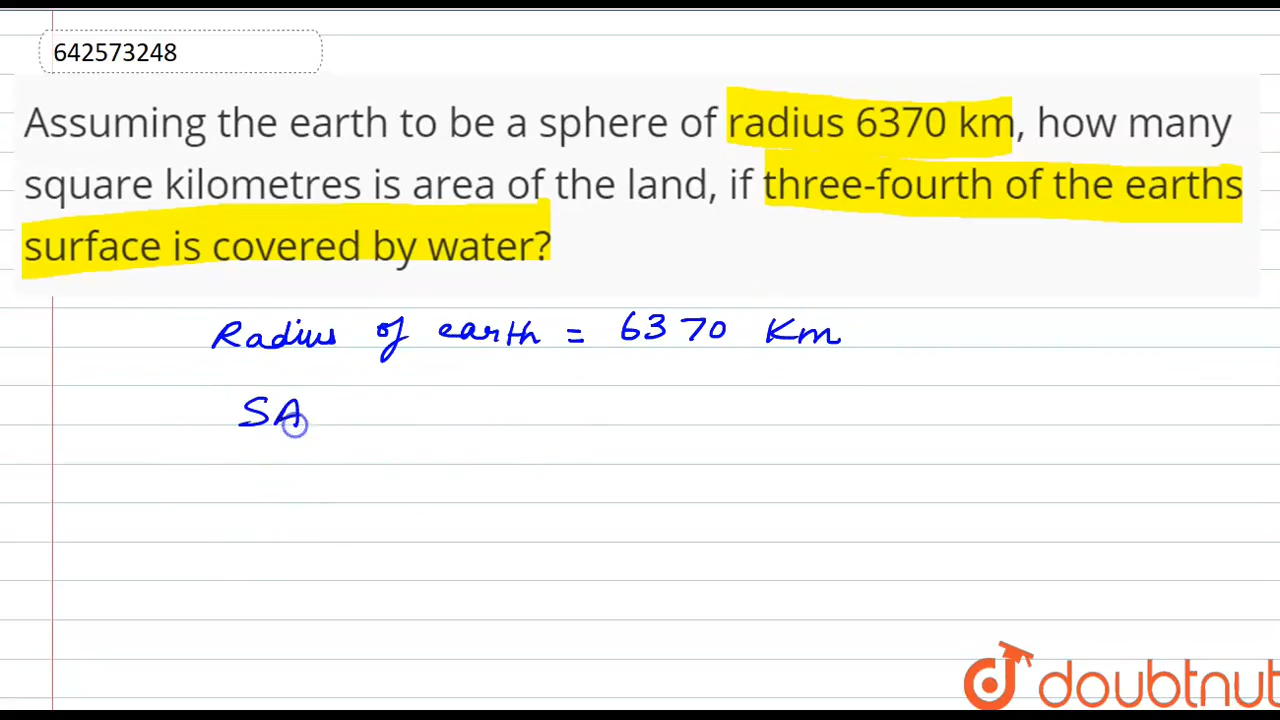 642573248
Assuming the earth to be a sphere of radius 6370 km, how many
square kilometres is area of the land, if three-fourth of the earths
surface is covered by water?
Radius of earth = 6370 Km
SA
doubtnut